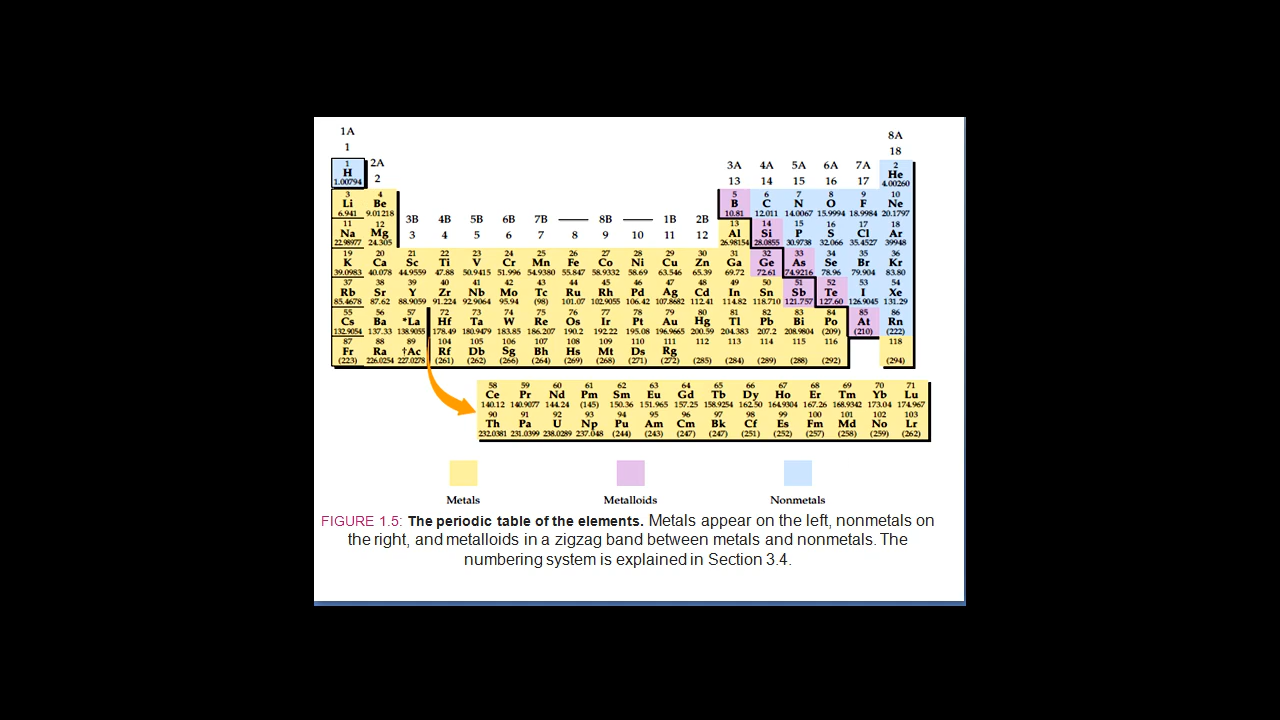 1A 8A
1 18
1 2A 3A 4A 5A 6A 7A 2
H 2 13 14 15 16 17 He
1.00794 4.00260
3 4 5 6 7 8 9 10
Li Be B C N O F Ne
6.941 9.01218 10.81 12.011 14.0067 15.9994 18.9984 20.1797
11 12 3B 4B 5B 6B 7B 8B 1B 2B 13 14 15 16 17 18
Na Mg 3 4 5 6 7 8 9 10 11 12 Al Si P S Cl Ar
22.98977 24.305 26.98154 28.0855 30.9738 32.066 35.4527 39948
19 20 21 22 23 24 25 26 27 28 29 30 31 32 33 34 35 36
K Ca Sc Ti V Cr Mn Fe Co Ni Cu Zn Ga Ge As Se Br Kr
39.0983 40.078 44.9559 47.88 50.9415 51.996 54.9380 55.847 58.9332 58.69 63.546 65.39 69.72 72.61 74.9216 78.96 79.904 83.80
37 38 39 40 41 42 43 44 45 46 47 48 49 50 51 52 53 54
Rb Sr Y Zr Nb Mo Tc Ru Rh Pd Ag Cd In Sn Sb Te I Xe
85.4678 87.62 88.9059 91.224 92.9064 95.94 (98) 101.07 102.9055 106.42 107.8682 112.41 114.82 118.710 121.757 127.60 126.9045 131.29
55 56 57 72 73 74 75 76 77 78 79 80 81 82 83 84 85 86
Cs Ba *La Hf Ta W Re Os Ir Pt Au Hg Tl Pb Bi Po At Rn
132.9054 137.33 138.9055 178.49 180.9479 183.85 186.207 190.2 192.22 195.08 196.9665 200.59 204.383 207.2 208.9804 (209) (210) (222)
87 88 89 104 105 106 107 108 109 110 111 112 113 114 115 116 118
Fr Ra †Ac Rf Db Sg Bh Hs Mt Ds Rg
(223) 226.0254 227.0278 (261) (262) (266) (264) (269) (268) (271) (272) (285) (284) (289) (288) (292) (294)
58 59 60 61 62 63 64 65 66 67 68 69 70 71
Ce Pr Nd Pm Sm Eu Gd Tb Dy Ho Er Tm Yb Lu
140.12 140.9077 144.24 (145) 150.36 151.965 157.25 158.9254 162.50 164.9304 167.26 168.9342 173.04 174.967
90 91 92 93 94 95 96 97 98 99 100 101 102 103
Th Pa U Np Pu Am Cm Bk Cf Es Fm Md No Lr
232.0381 231.0399 238.0289 237.048 (244) (243) (247) (247) (251) (252) (257) (258) (259) (262)
Metals Metalloids Nonmetals
FIGURE 1.5: The periodic table of the elements. Metals appear on the left, nonmetals on
the right, and metalloids in a zigzag band between metals and nonmetals. The
numbering system is explained in Section 3.4.